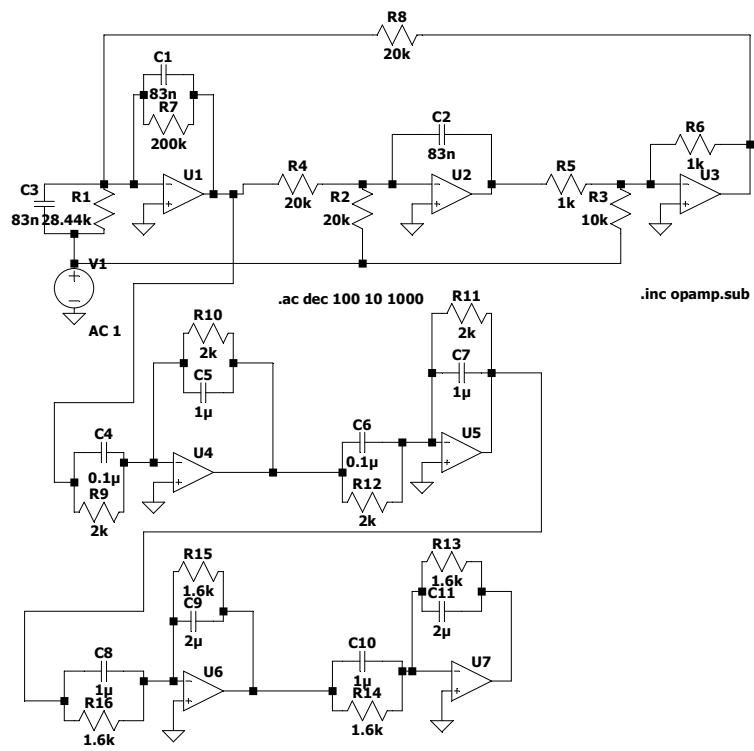 R8
20k
C1
83n
R7
200k
U1
C2
83n
U2
R6
1k
U3
R4
20k
R2
20k
R5
1k
R3
10k
C3
83n
R1
28.44k
V1
AC 1
.ac dec 100 10 1000
.inc opamp.sub
R10
2k
C5
1µ
R11
2k
C7
1µ
C4
0.1µ
R9
2k
U4
C6
0.1µ
R12
2k
U5
R15
1.6k
C9
2µ
R13
1.6k
C11
2µ
C8
1µ
R16
1.6k
U6
C10
1µ
R14
1.6k
U7